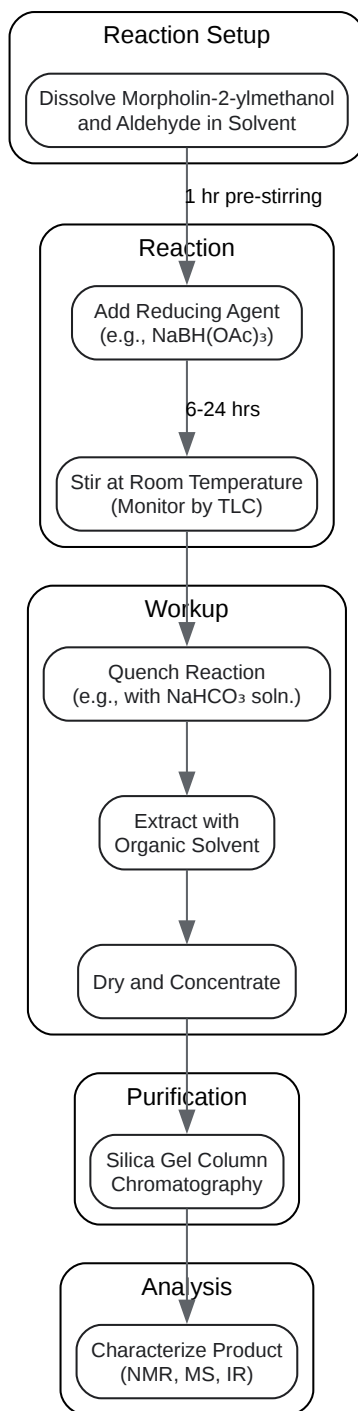 Reaction Setup
Dissolve Morpholin-2-ylmethanol
and Aldehyde in Solvent
1 hr pre-stirring
Reaction
Add Reducing Agent
(e.g., NaBH(OAc)₃)
6-24 hrs
Stir at Room Temperature
(Monitor by TLC)
Workup
Quench Reaction
(e.g., with NaHCO₃ soln.)
Extract with
Organic Solvent
Dry and Concentrate
Purification
Silica Gel Column
Chromatography
Analysis
Characterize Product
(NMR, MS, IR)